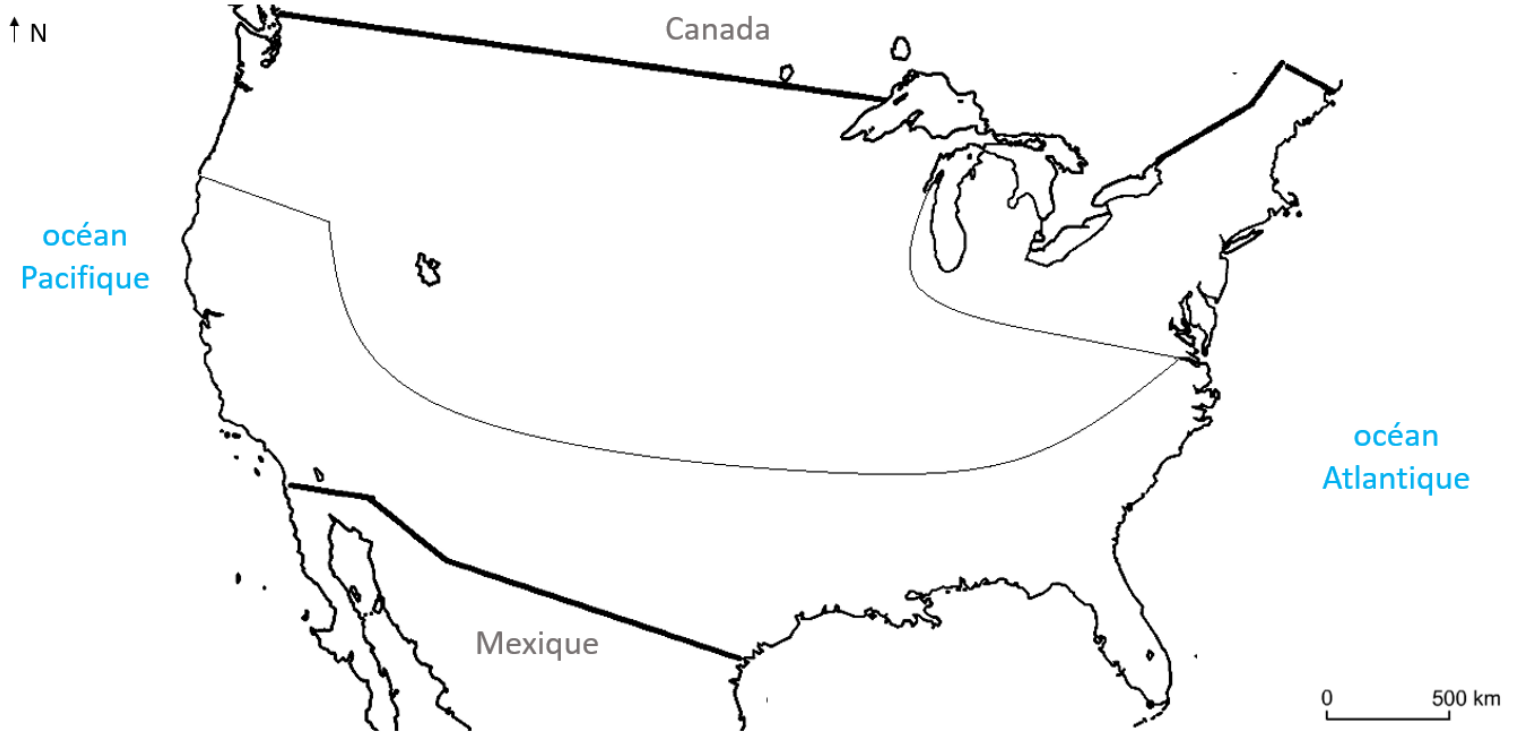 N
Canada
océan
Pacifique
océan
Atlantique
Mexique
0 500 km